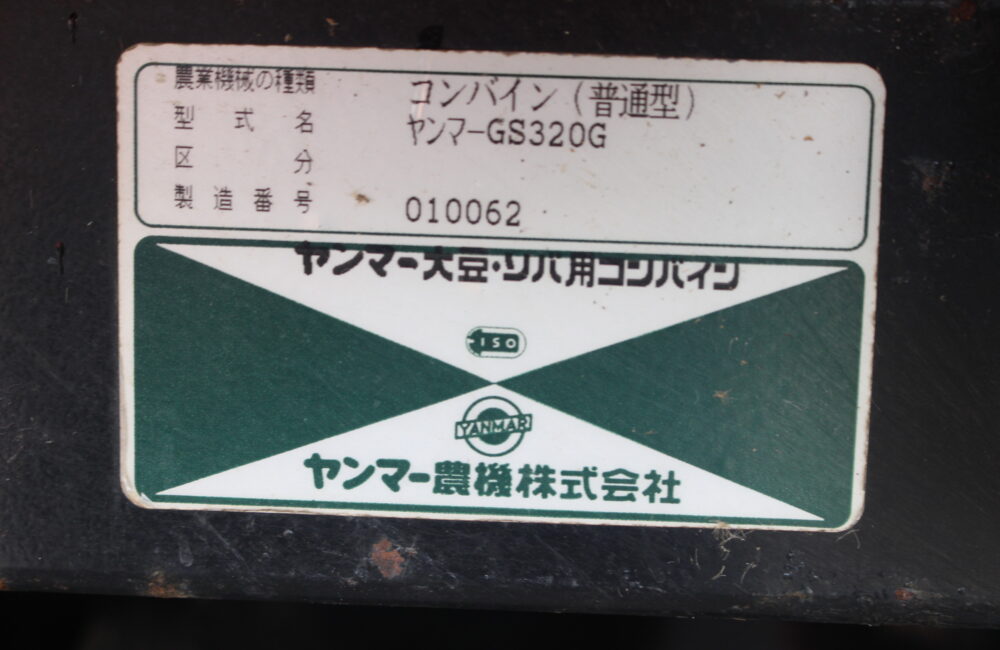 農業機械の種類 コンバイン(普通型)
型式名 ヤンマーGS320G
区分
製造番号 010062
ヤンマー大豆・ソバ用コンバイン
ISO
YANMAR
ヤンマー農機株式会社